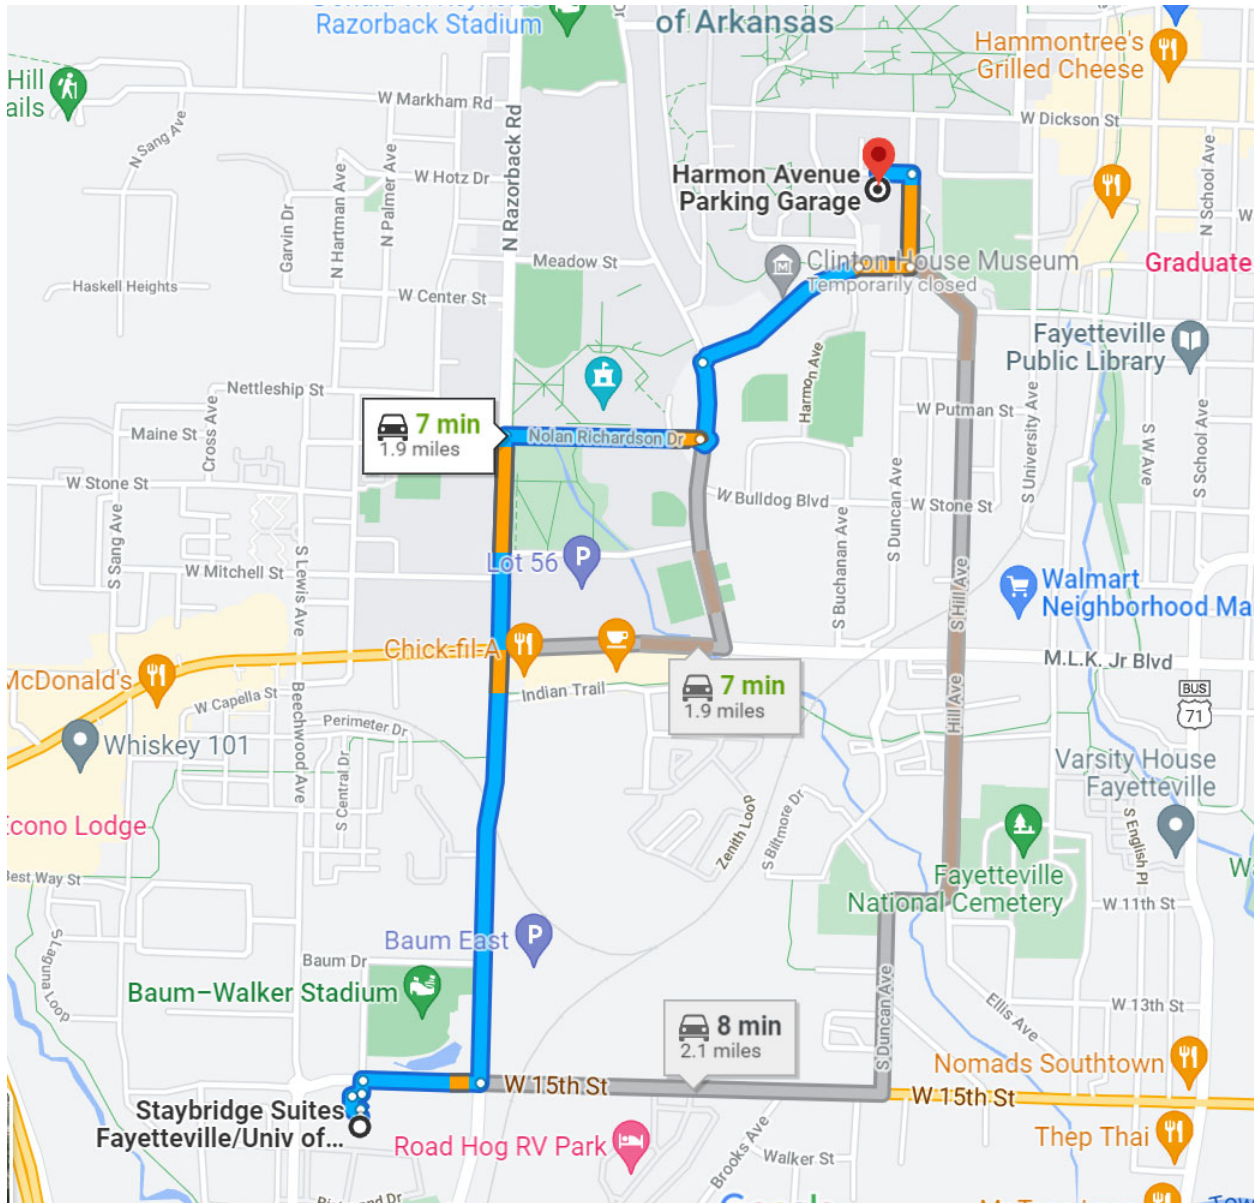 Razorback Stadium
of Arkansas
Hammontree's
Grilled Cheese
Hill
ails
W Markham Rd
W Dickson St
N Sang Ave
N Razorback Rd
N Palmer Ave
N Hartman Ave
W Hotz Dr
Harmon Avenue
Parking Garage
N School Ave
Garvin Dr
Meadow St
Clinton House Museum
Temporarily closed
Graduate
Haskell Heights
W Center St
Fayetteville
Public Library
Harmon Ave
Nettleship St
7 min
1.9 miles
Cross Ave
Maine St
Nolan Richardson Dr
W Putman St
S University Ave
S W Ave
S School Ave
W Stone St
W Bulldog Blvd
W Stone St
S Duncan Ave
S Sang Ave
S Lewis Ave
W Mitchell St
Lot 56
S Buchanan Ave
S Hill Ave
Walmart
Neighborhood Ma
Chick-fil-A
M.L.K. Jr Blvd
McDonald's
W Capella St
Indian Trail
7 min
1.9 miles
Hill Ave
BUS
71
Perimeter Dr
Beechwood Ave
Whiskey 101
S Central Dr
Varsity House
Fayetteville
Econo Lodge
Zenith Loop
S Biltmore Dr
S English Pl
Best Way St
Fayetteville
National Cemetery
Wa
W 11th St
S Laguna Loop
Baum East
Baum Dr
Baum–Walker Stadium
Ellis Ave
W 13th St
S Duncan Ave
8 min
2.1 miles
Nomads Southtown
W 15th St
W 15th St
Staybridge Suites
Fayetteville/Univ of...
Road Hog RV Park
Brooks Ave
Walker St
Thep Thai
Google